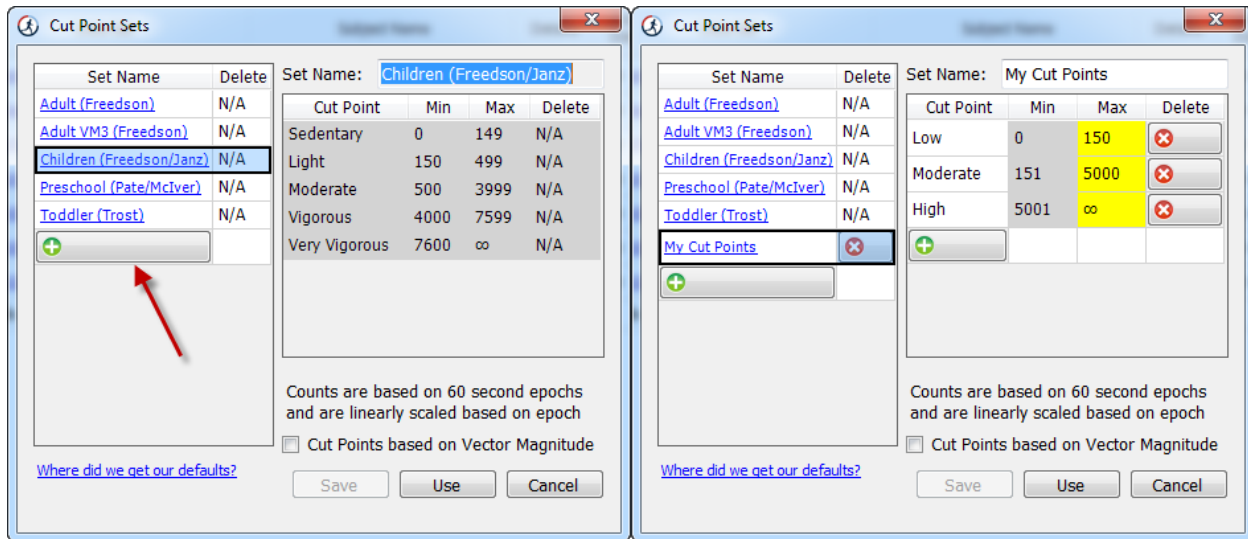 Cut Point Sets
Set Name Delete
Adult (Freedson) N/A
Adult VM3 (Freedson) N/A
Children (Freedson/Janz) N/A
Preschool (Pate/McIver) N/A
Toddler (Trost) N/A
Where did we get our defaults?
Set Name: Children (Freedson/Janz)
Cut Point Min Max Delete
Sedentary 0 149 N/A
Light 150 499 N/A
Moderate 500 3999 N/A
Vigorous 4000 7599 N/A
Very Vigorous 7600 ∞ N/A
Counts are based on 60 second epochs
and are linearly scaled based on epoch
Cut Points based on Vector Magnitude
Save Use Cancel
Cut Point Sets
Set Name Delete
Adult (Freedson) N/A
Adult VM3 (Freedson) N/A
Children (Freedson/Janz) N/A
Preschool (Pate/McIver) N/A
Toddler (Trost) N/A
My Cut Points
Where did we get our defaults?
Set Name: My Cut Points
Cut Point Min Max Delete
Low 0 150
Moderate 151 5000
High 5001 ∞
Counts are based on 60 second epochs
and are linearly scaled based on epoch
Cut Points based on Vector Magnitude
Save Use Cancel